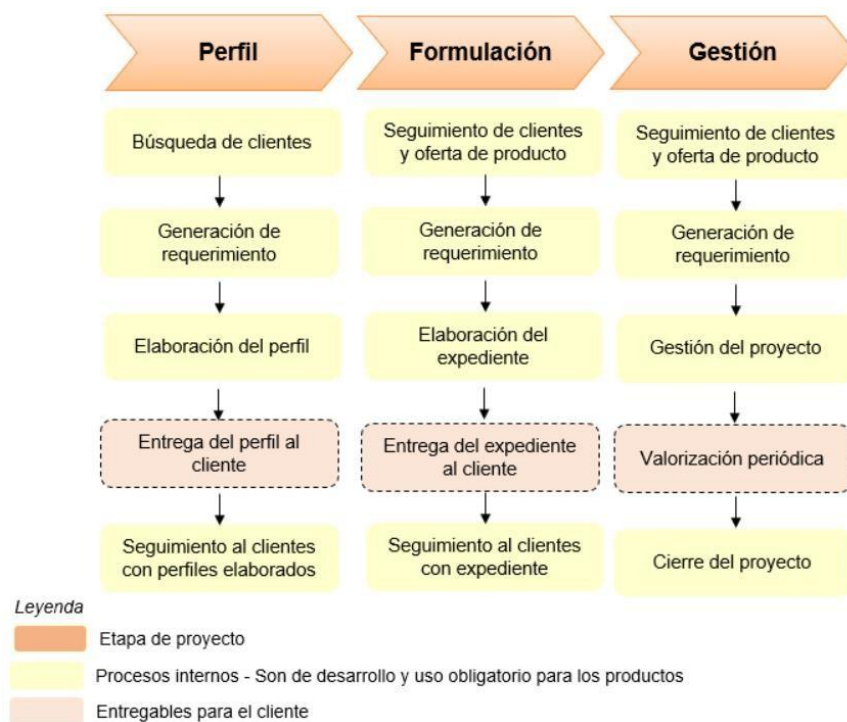 Perfil
Formulación
Gestión
Búsqueda de clientes
Seguimiento de clientes
y oferta de producto
Seguimiento de clientes
y oferta de producto
Generación de
requerimiento
Generación de
requerimiento
Generación de
requerimiento
Elaboración del perfil
Elaboración del
expediente
Gestión del proyecto
Entrega del perfil al
cliente
Entrega del expediente
al cliente
Valorización periódica
Seguimiento al clientes
con perfiles elaborados
Seguimiento al clientes
con expediente
Cierre del proyecto
Leyenda
Etapa de proyecto
Procesos internos - Son de desarrollo y uso obligatorio para los productos
Entregables para el cliente